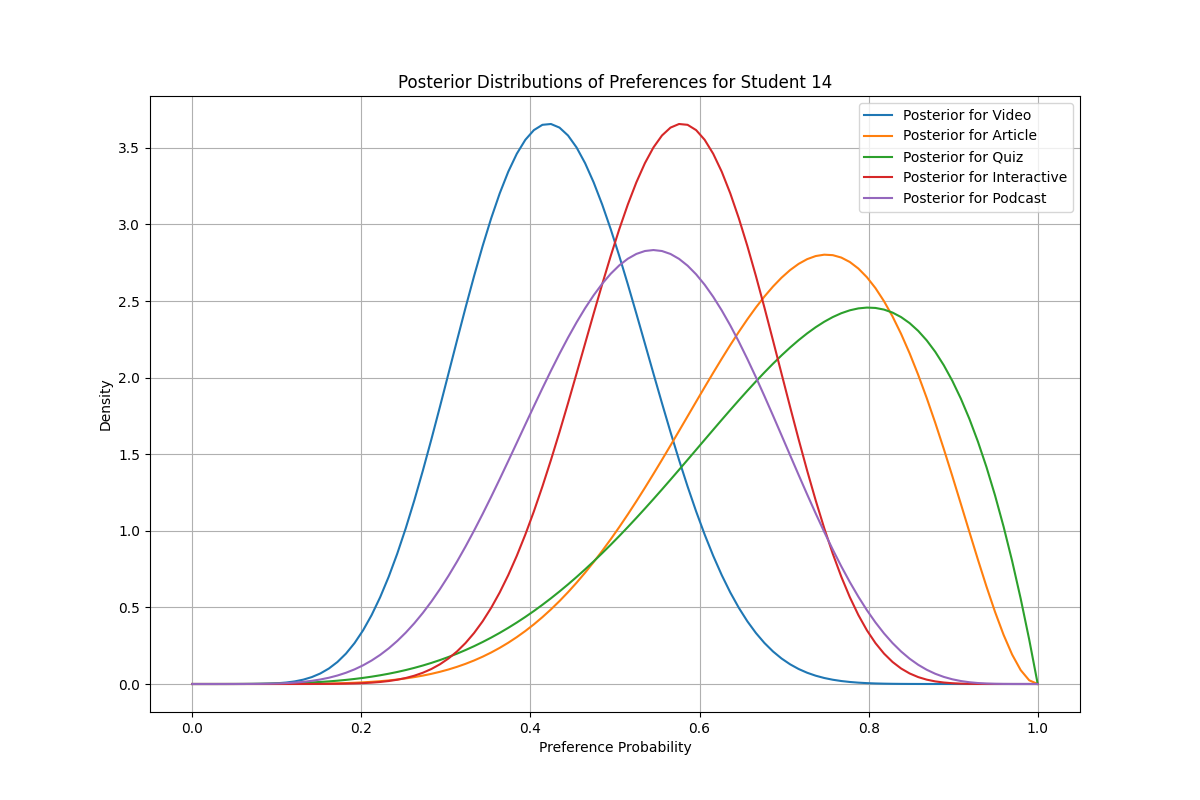 Posterior Distributions of Preferences for Student 14
Posterior for Video
Posterior for Article
Posterior for Quiz
Posterior for Interactive
Posterior for Podcast
Density
3.5
3.0
2.5
2.0
1.5
1.0
0.5
0.0
0.0 0.2 0.4 0.6 0.8 1.0
Preference Probability